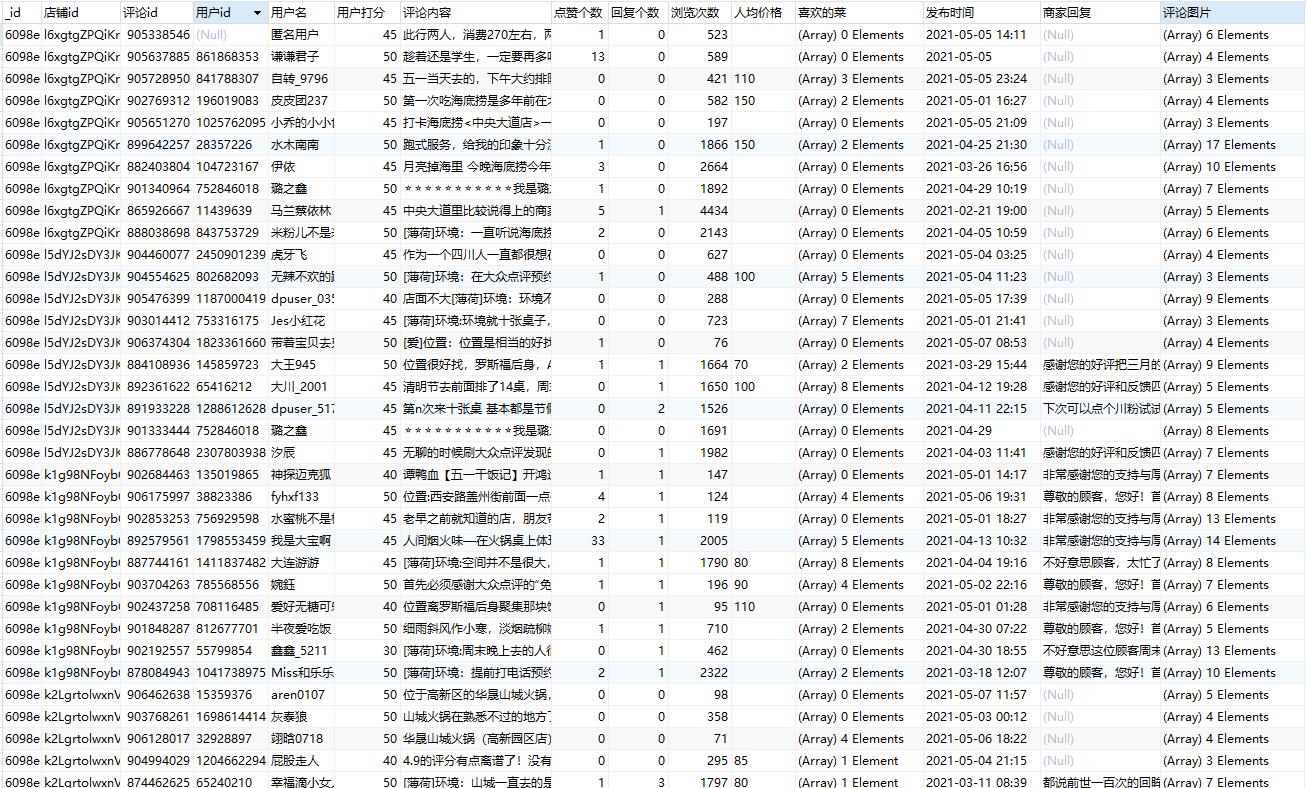 _id 店铺id 评论id 用户id 用户名 用户打分 评论内容 点赞个数 回复个数 浏览次数 人均价格 喜欢的菜 发布时间 商家回复 评论图片
6098e l6xgtgZPQiKr 905338546 (Null) 匿名用户 45 此行两人，消费270左右， 1 0 523 (Array) 0 Elements 2021-05-05 14:11 (Null) (Array) 6 Elements
6098e l6xgtgZPQiKr 905637885 861868353 谦谦君子 50 趁着还是学生，一定要再多 13 0 589 (Array) 0 Elements 2021-05-05 (Null) (Array) 4 Elements
6098e l6xgtgZPQiKr 905728950 841788307 自转_9796 45 五一当天去的，下午大约排 0 0 421 110 (Array) 3 Elements 2021-05-05 23:24 (Null) (Array) 3 Elements
6098e l6xgtgZPQiKr 902769312 196019083 皮皮团237 50 第一次吃海底捞是多年前在 0 0 582 150 (Array) 2 Elements 2021-05-01 16:27 (Null) (Array) 4 Elements
6098e l6xgtgZPQiKr 905651270 1025762095 小乔的小小 45 打卡海底捞<中央大道店>一 0 0 197 (Array) 0 Elements 2021-05-05 21:09 (Null) (Array) 3 Elements
6098e l6xgtgZPQiKr 899642257 28357226 水木南南 50 跑式服务，给我的印象十分 1 0 1866 150 (Array) 2 Elements 2021-04-25 21:30 (Null) (Array) 17 Elements
6098e l6xgtgZPQiKr 882403804 104723167 伊依 45 月亮掉海里 今晚海底捞今年 3 0 2664 (Array) 0 Elements 2021-03-26 16:56 (Null) (Array) 10 Elements
6098e l6xgtgZPQiKr 901340964 752846018 璐之鑫 50 ***********我是璐 1 0 1892 (Array) 0 Elements 2021-04-29 10:19 (Null) (Array) 7 Elements
6098e l6xgtgZPQiKr 865926667 11439639 马兰蔡依林 45 中央大道里比较说得上的商 5 1 4434 (Array) 0 Elements 2021-02-21 19:00 (Null) (Array) 5 Elements
6098e l6xgtgZPQiKr 888038698 843753729 米粉儿不是 50 [薄荷]环境：一直听说海底捞 2 0 2143 (Array) 0 Elements 2021-04-05 10:59 (Null) (Array) 6 Elements
6098e l5dYJ2sDY3JK 904460077 2450901239 虎牙飞 45 作为一个四川人一直都很想 0 0 627 (Array) 0 Elements 2021-05-04 03:25 (Null) (Array) 4 Elements
6098e l5dYJ2sDY3JK 904554625 802682093 无辣不欢的 50 [薄荷]环境：在大众点评预约 1 0 488 100 (Array) 5 Elements 2021-05-04 11:23 (Null) (Array) 3 Elements
6098e l5dYJ2sDY3JK 905476399 1187000419 dpuser_035 40 店面不大[薄荷]环境：环境不 0 0 288 (Array) 0 Elements 2021-05-05 17:39 (Null) (Array) 9 Elements
6098e l5dYJ2sDY3JK 903014412 753316175 Jes小红花 45 [薄荷]环境:环境就十张桌子， 0 0 723 (Array) 7 Elements 2021-05-01 21:41 (Null) (Array) 3 Elements
6098e l5dYJ2sDY3JK 906374304 1823361660 带着宝贝去 50 [爱]位置：位置是相当的好找 1 0 76 (Array) 0 Elements 2021-05-07 08:53 (Null) (Array) 4 Elements
6098e l5dYJ2sDY3JK 884108936 145859723 大王945 50 位置很好找，罗斯福后身，A 0 1 1664 70 (Array) 2 Elements 2021-03-29 15:44 感谢您的好评把三月的 (Array) 9 Elements
6098e l5dYJ2sDY3JK 892361622 65416212 大川_2001 45 清明节去前面排了14桌，周 0 1 1650 100 (Array) 8 Elements 2021-04-12 19:28 感谢您的好评和反馈 (Array) 5 Elements
6098e l5dYJ2sDY3JK 891933228 1288612628 dpuser_517 45 第n次来十张桌 基本都是节假 0 2 1526 (Array) 0 Elements 2021-04-11 22:15 下次可以点个川粉试试 (Array) 5 Elements
6098e l5dYJ2sDY3JK 901333444 752846018 璐之鑫 45 ***********我是璐 0 0 1691 (Array) 0 Elements 2021-04-29 (Null) (Array) 8 Elements
6098e l5dYJ2sDY3JK 886778648 2307803938 汐辰 50 无聊的时候刷大众点评发现 0 1 1982 (Array) 0 Elements 2021-04-03 11:41 感谢您的好评和反馈 (Array) 7 Elements
6098e k1g98NFoyb 902684463 135019865 神探迈克狐 40 谭鸭血【五一干饭记】开鸿 1 1 147 (Array) 0 Elements 2021-05-01 14:17 非常感谢您的支持与厚 (Array) 7 Elements
6098e k1g98NFoyb 906175997 38823386 fyhxf133 50 位置:西安路盖州街前面一点 4 1 124 (Array) 4 Elements 2021-05-06 19:31 尊敬的顾客，您好！首 (Array) 8 Elements
6098e k1g98NFoyb 902853253 756929598 水蜜桃不是 45 老早之前就知道的店，朋友 2 1 119 (Array) 0 Elements 2021-05-01 18:27 非常感谢您的支持与厚 (Array) 13 Elements
6098e k1g98NFoyb 892579561 1798553459 我是大宝啊 45 人间烟火味—在火锅桌上体 33 1 2005 (Array) 5 Elements 2021-04-13 10:32 非常感谢您的支持与厚 (Array) 14 Elements
6098e k1g98NFoyb 887744161 1411837482 大连游游 45 [薄荷]环境:空间并不是很大， 1 1 1790 80 (Array) 8 Elements 2021-04-04 19:16 不好意思顾客，太忙了 (Array) 8 Elements
6098e k1g98NFoyb 903704263 785568556 婉鈺 50 首先必须感谢大众点评的“免 1 1 196 90 (Array) 4 Elements 2021-05-02 22:16 尊敬的顾客，您好！首 (Array) 7 Elements
6098e k1g98NFoyb 902437258 708116485 爱好无糖可 40 位置斋罗斯福后身聚集那块 0 1 95 110 (Array) 0 Elements 2021-05-01 01:28 非常感谢您的支持与厚 (Array) 6 Elements
6098e k1g98NFoyb 901848287 812677701 半夜爱吃饭 50 细雨斜风作小寒，淡烟疏柳 1 1 710 (Array) 2 Elements 2021-04-30 07:22 尊敬的顾客，您好！首 (Array) 8 Elements
6098e k1g98NFoyb 902192557 55799854 鑫鑫_5211 30 [薄荷]环境:周末晚上去的人 0 1 462 (Array) 0 Elements 2021-04-30 18:55 不好意思这位顾客周末 (Array) 13 Elements
6098e k1g98NFoyb 878084943 1041738975 Miss和乐乐 50 [薄荷]环境：提前打电话预约 2 1 2322 (Array) 2 Elements 2021-03-18 12:07 尊敬的顾客，您好！首 (Array) 10 Elements
6098e k2LgrtolwxnV 906462638 15359376 aren0107 50 位于高新区的华晟山城火锅， 0 0 98 (Array) 0 Elements 2021-05-07 11:57 (Null) (Array) 5 Elements
6098e k2LgrtolwxnV 903768261 1698614414 灰泰狼 50 山城火锅在熟悉不过的地方 0 0 358 (Array) 0 Elements 2021-05-03 00:12 (Null) (Array) 4 Elements
6098e k2LgrtolwxnV 906128017 32928897 翊晗0718 50 华晟山城火锅（高新园区店） 0 0 71 (Array) 4 Elements 2021-05-06 18:22 (Null) (Array) 4 Elements
6098e k2LgrtolwxnV 904994029 1204662294 屁股走人 40 4.9的评分有点离谱了！没有 0 0 295 85 (Array) 1 Element 2021-05-04 21:15 (Null) (Array) 3 Elements
6098e k2LgrtolwxnV 874462625 65240210 幸福滴小女 50 [薄荷]环境：山城一直去的是 1 3 1797 80 (Array) 1 Element 2021-03-11 08:39 都说前世一百次的回眸 (Array) 7 Elements